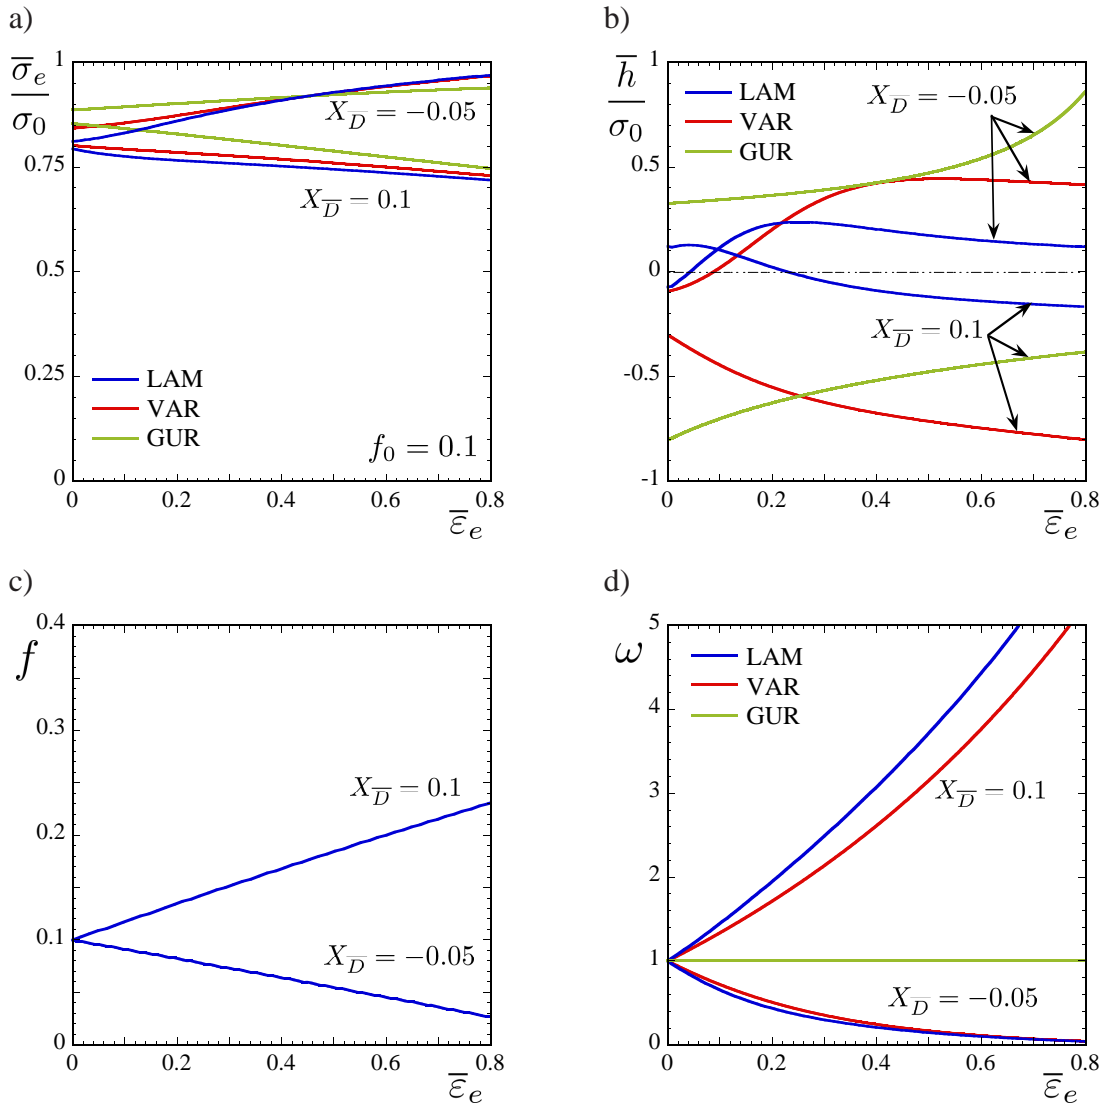 a)
σ̅e/σ0
1
0.75
0.5
0.25
0
X_D̅ = −0.05
X_D̅ = 0.1
LAM
VAR
GUR
f0 = 0.1
0 0.2 0.4 0.6 0.8
ε̅e
b)
h̅/σ0
1
0.5
0
-0.5
-1
LAM
VAR
GUR
X_D̅ = −0.05
X_D̅ = 0.1
0 0.2 0.4 0.6 0.8
ε̅e
c)
f
0.4
0.3
0.2
0.1
0
X_D̅ = 0.1
X_D̅ = −0.05
0 0.2 0.4 0.6 0.8
ε̅e
d)
ω
5
4
3
2
1
0
LAM
VAR
GUR
X_D̅ = 0.1
X_D̅ = −0.05
0 0.2 0.4 0.6 0.8
ε̅e